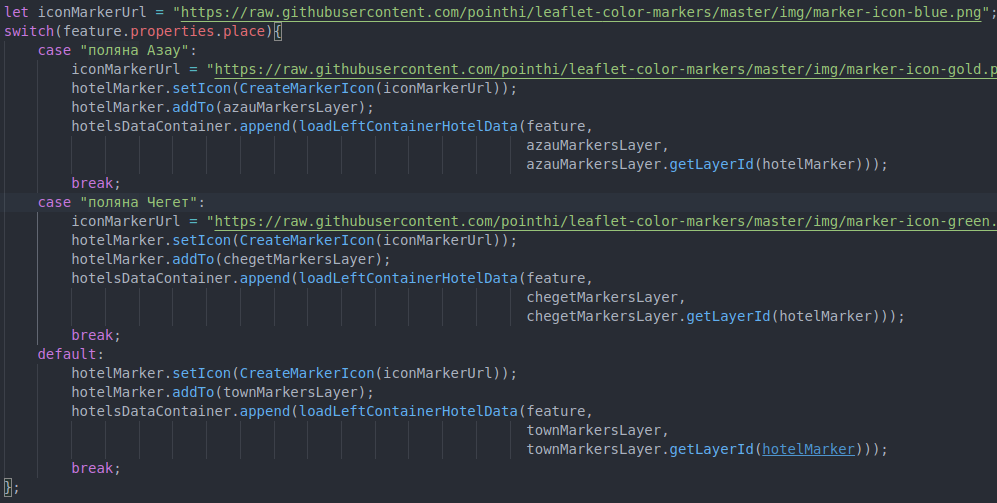 let iconMarkerUrl = "https://raw.githubusercontent.com/pointhi/leaflet-color-markers/master/img/marker-icon-blue.png";
switch(feature.properties.place){
case "поляна Азау":
iconMarkerUrl = "https://raw.githubusercontent.com/pointhi/leaflet-color-markers/master/img/marker-icon-gold.p
hotelMarker.setIcon(CreateMarkerIcon(iconMarkerUrl));
hotelMarker.addTo(azauMarkersLayer);
hotelsDataContainer.append(loadLeftContainerHotelData(feature,
azauMarkersLayer,
azauMarkersLayer.getLayerId(hotelMarker)));
break;
case "поляна Чегет":
iconMarkerUrl = "https://raw.githubusercontent.com/pointhi/leaflet-color-markers/master/img/marker-icon-green.
hotelMarker.setIcon(CreateMarkerIcon(iconMarkerUrl));
hotelMarker.addTo(chegetMarkersLayer);
hotelsDataContainer.append(loadLeftContainerHotelData(feature,
chegetMarkersLayer,
chegetMarkersLayer.getLayerId(hotelMarker)));
break;
default:
hotelMarker.setIcon(CreateMarkerIcon(iconMarkerUrl));
hotelMarker.addTo(townMarkersLayer);
hotelsDataContainer.append(loadLeftContainerHotelData(feature,
townMarkersLayer,
townMarkersLayer.getLayerId(hotelMarker)));
break;
};